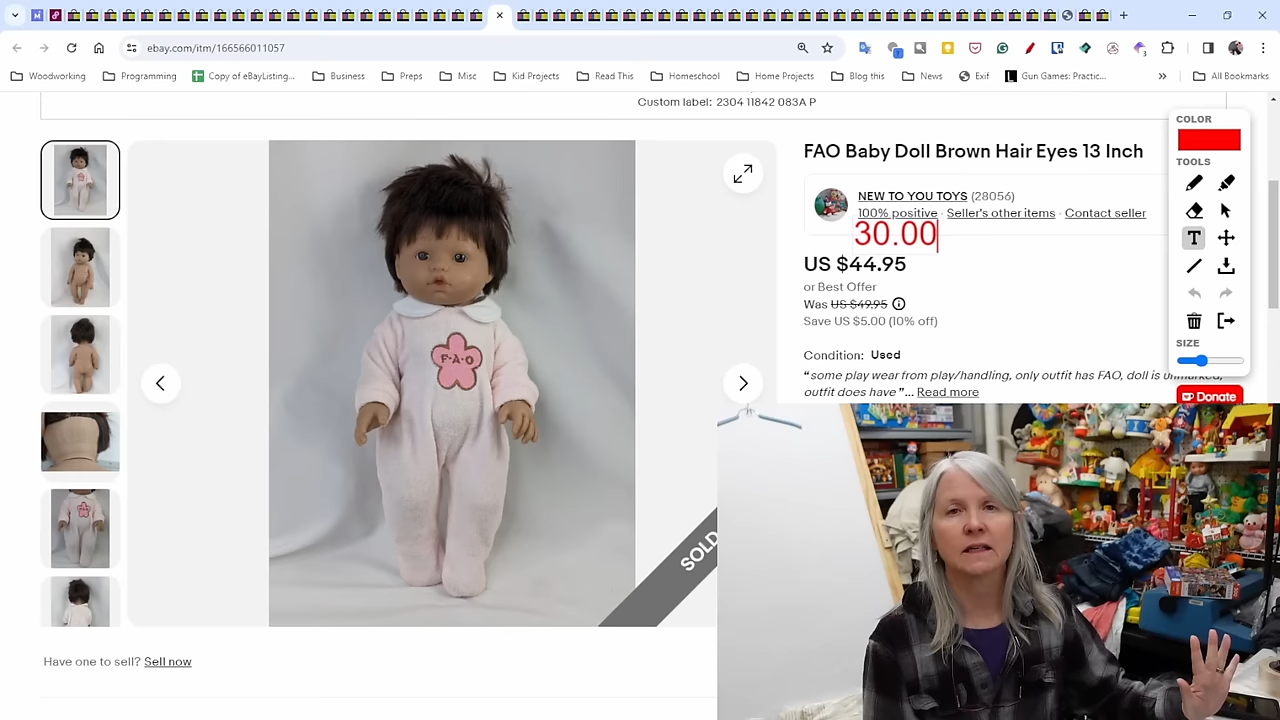 ebay.com/itm/166566011057
Woodworking
Programming
Copy of eBayListing...
Business
Preps
Misc
Kid Projects
Read This
Homeschool
Home Projects
Blog this
News
Exif
Gun Games: Practic...
»
All Bookmarks
Custom label: 2304 11842 083A P
COLOR
TOOLS
T
SIZE
Donate
FAO Baby Doll Brown Hair Eyes 13 Inch
NEW TO YOU TOYS (28056)
100% positive · Seller's other items · Contact seller
30.00
US $44.95
or Best Offer
Was US $49.95
Save US $5.00 (10% off)
Condition: Used
“some play wear from play/handling, only outfit has FAO, doll is unmarked,
outfit does have”... Read more
F·A·O
SOLD
Have one to sell? Sell now